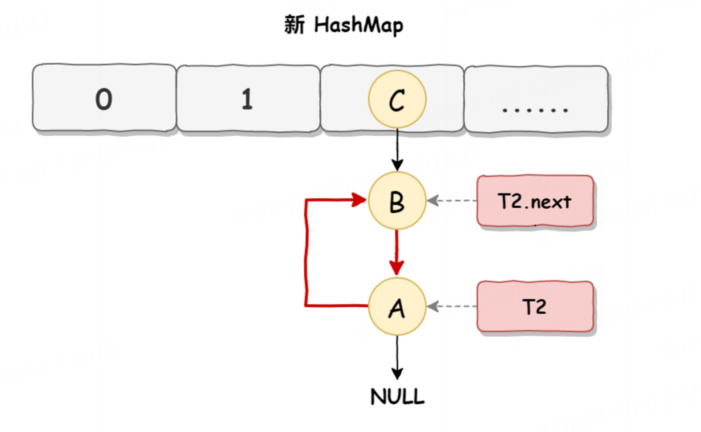 新 HashMap
0
1
C
......
B
T2.next
A
T2
NULL